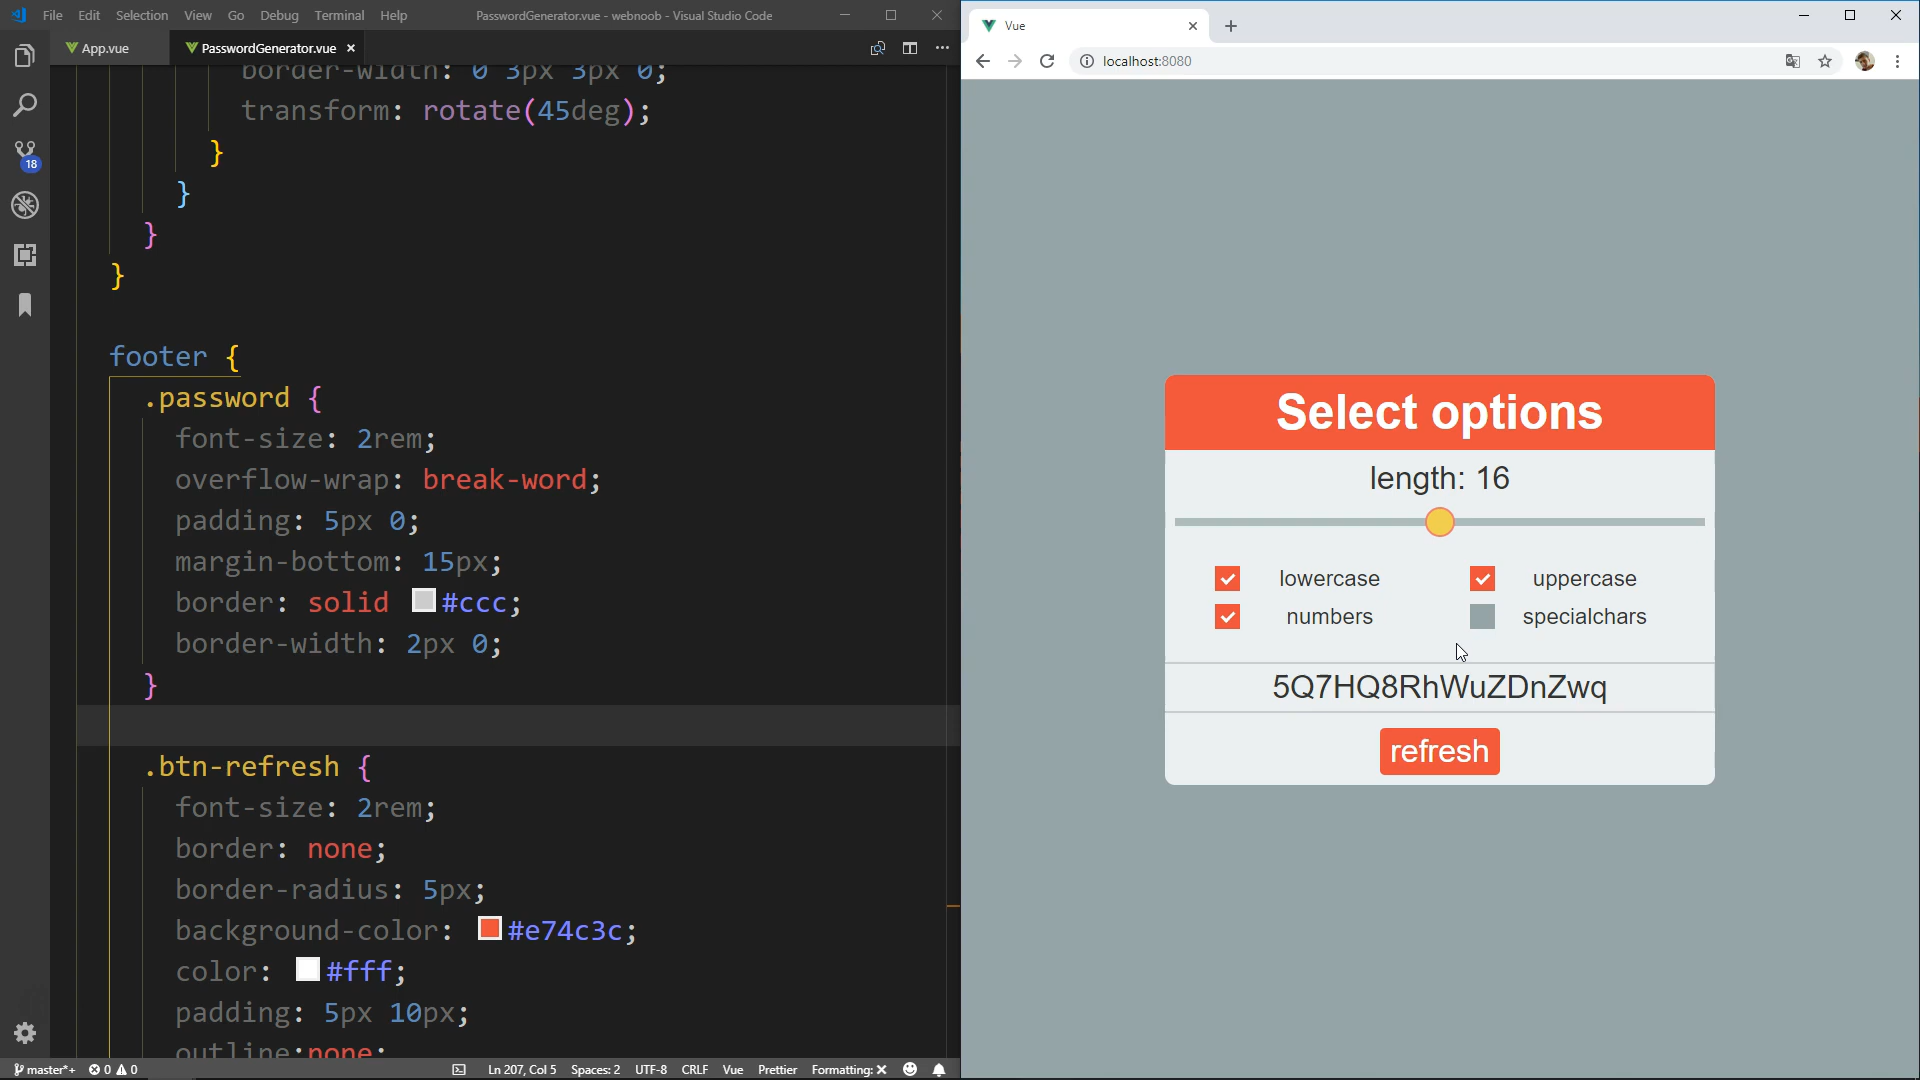 File Edit Selection View Go Debug Terminal Help PasswordGenerator.vue - webnoob - Visual Studio Code
App.vue PasswordGenerator.vue
border-width: 0 3px 3px 0;
transform: rotate(45deg);
}
}
}
}
footer {
.password {
font-size: 2rem;
overflow-wrap: break-word;
padding: 5px 0;
margin-bottom: 15px;
border: solid #ccc;
border-width: 2px 0;
}
.btn-refresh {
font-size: 2rem;
border: none;
border-radius: 5px;
background-color: #e74c3c;
color: #fff;
padding: 5px 10px;
outline:none;
18
master*+ 0 0 Ln 207, Col 5 Spaces: 2 UTF-8 CRLF Vue Prettier Formatting: ✕
Vue
localhost:8080
Select options
length: 16
lowercase uppercase
numbers specialchars
5Q7HQ8RhWuZDnZwq
refresh